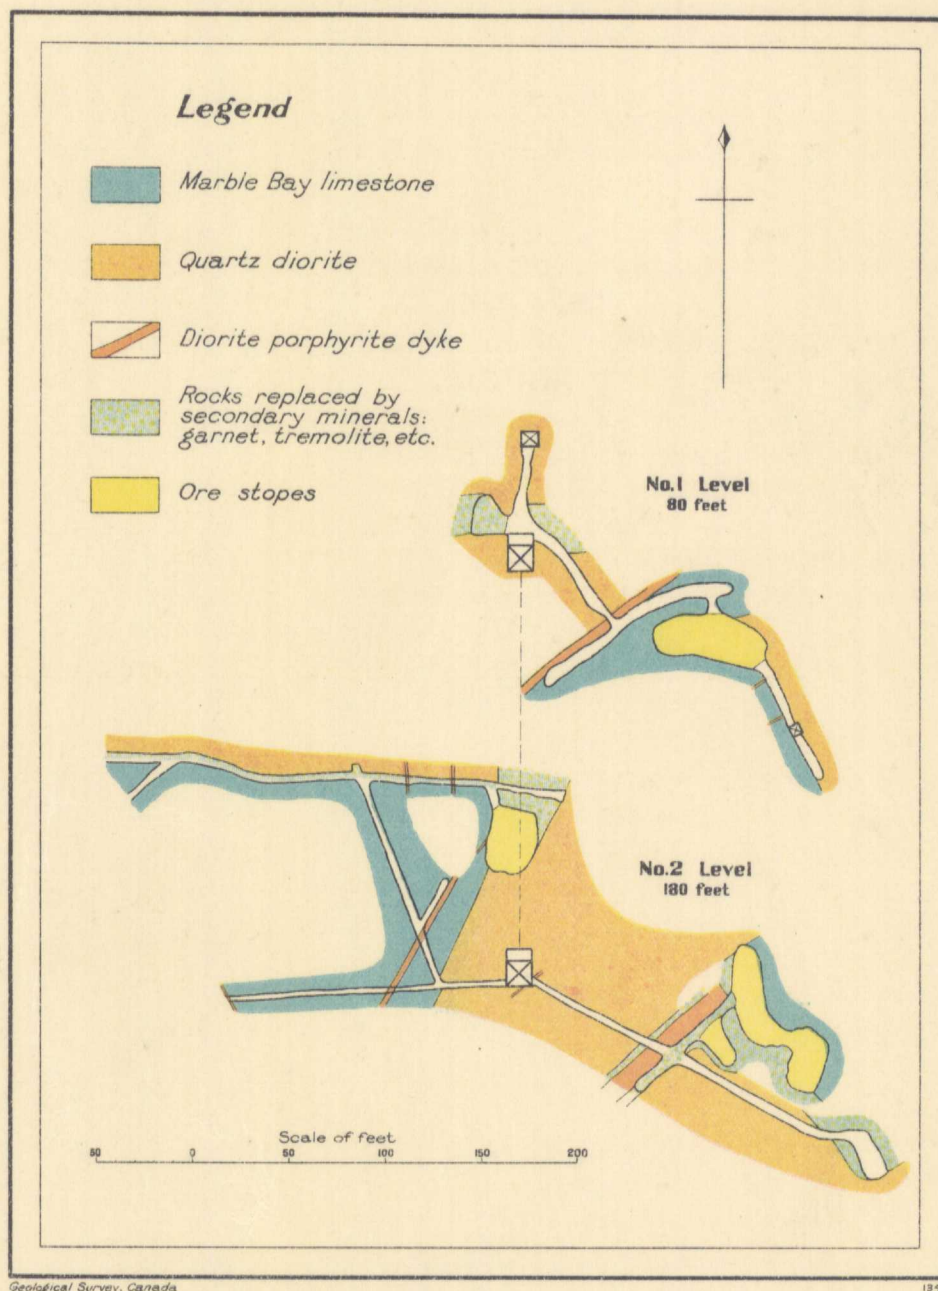 Legend
Marble Bay limestone
Quartz diorite
Diorite porphyrite dyke
Rocks replaced by
secondary minerals:
garnet, tremolite, etc.
Ore stopes
No.1 Level
80 feet
No.2 Level
180 feet
Scale of feet
50 0 50 100 150 200
Geological Survey, Canada